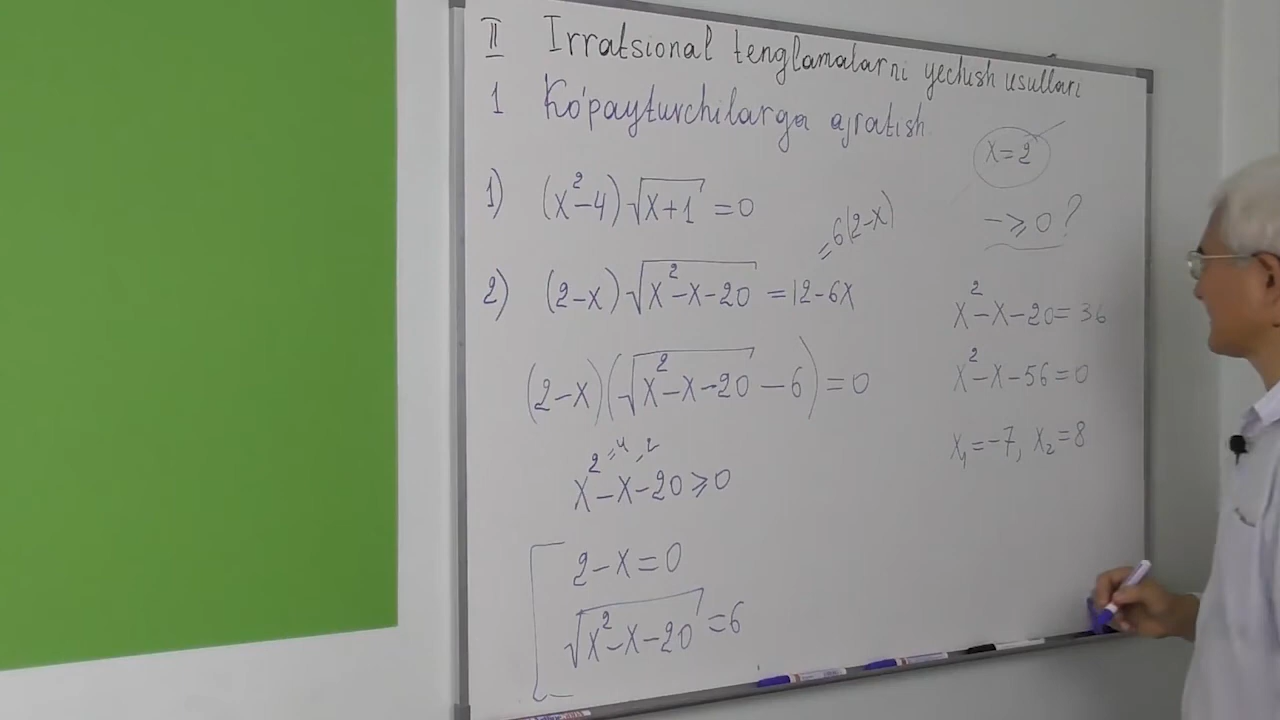 II Irratsional tenglamalarni yechish usullari
1 Ko'paytuvchilarga ajratish
1) (x²-4)√(x+1) = 0
=6(2-x)
2) (2-x)√(x²-x-20) = 12-6x
(2-x)(√(x²-x-20) - 6) = 0
=4 -2
x²-x-20 ≥ 0
2-x=0
√(x²-x-20) = 6
x=2
- ≥ 0 ?
x²-x-20 = 36
x²-x-56 = 0
x₁=-7, x₂=8